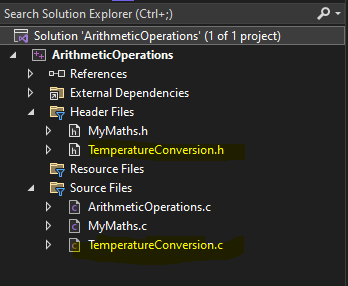 Search Solution Explorer (Ctrl+;)
Solution 'ArithmeticOperations' (1 of 1 project)
ArithmeticOperations
References
External Dependencies
Header Files
MyMaths.h
TemperatureConversion.h
Resource Files
Source Files
ArithmeticOperations.c
MyMaths.c
TemperatureConversion.c